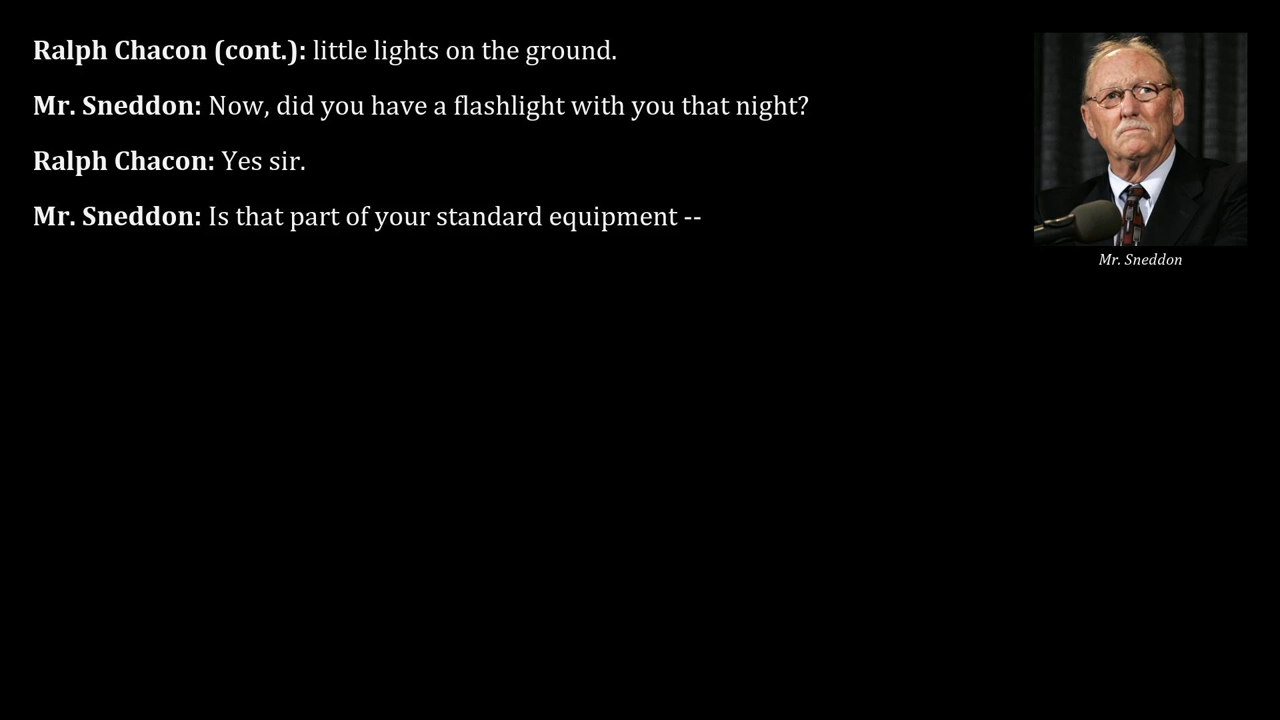 Ralph Chacon (cont.): little lights on the ground.
Mr. Sneddon: Now, did you have a flashlight with you that night?
Ralph Chacon: Yes sir.
Mr. Sneddon: Is that part of your standard equipment --
Mr. Sneddon